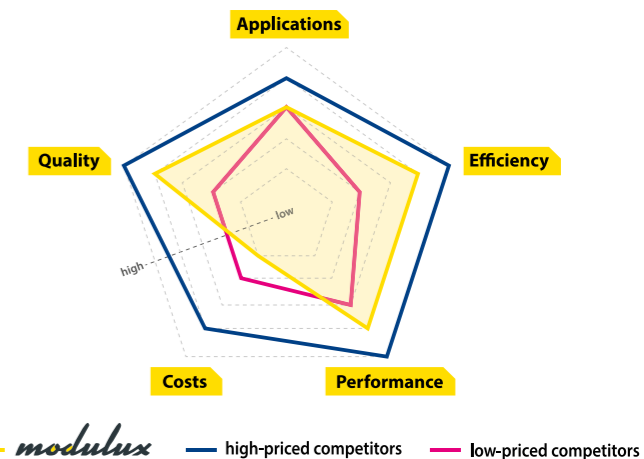 Applications
Quality
Efficiency
low
high
Costs
Performance
modulux
high-priced competitors
low-priced competitors